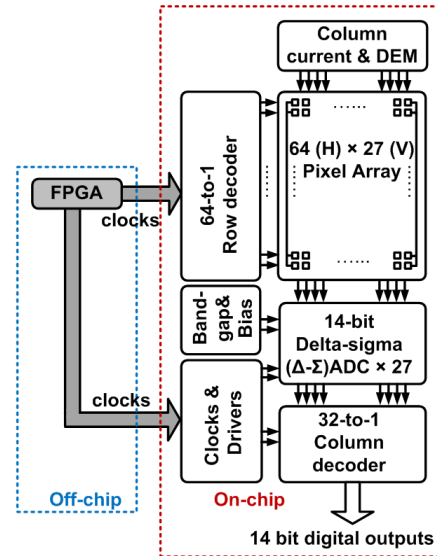 Column
current & DEM
64 (H) × 27 (V)
Pixel Array
64-to-1
Row decoder
FPGA
clocks
Band-
gap&
Bias
14-bit
Delta-sigma
(Δ-Σ)ADC × 27
clocks
Clocks &
Drivers
32-to-1
Column
decoder
Off-chip
On-chip
14 bit digital outputs